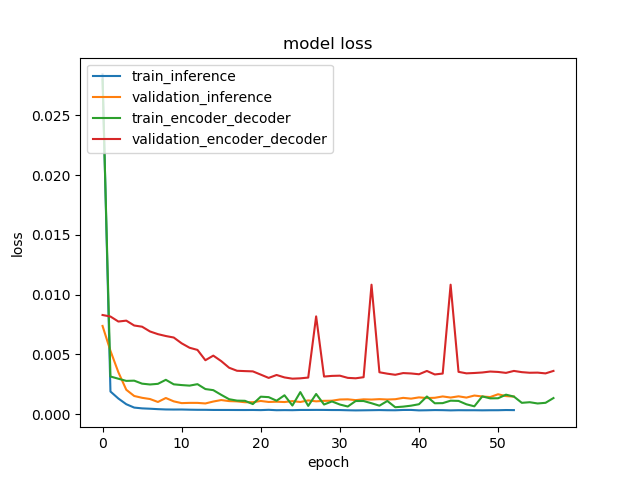 model loss
train_inference
validation_inference
train_encoder_decoder
validation_encoder_decoder
0.025
0.020
0.015
0.010
0.005
0.000
loss
0 10 20 30 40 50
epoch